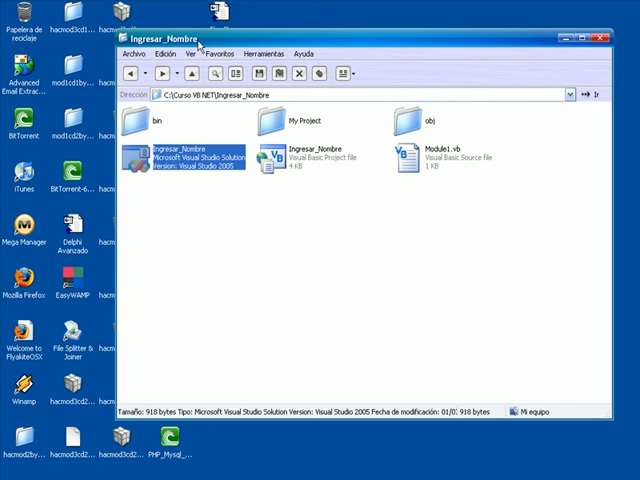 Ingresar_Nombre
Archivo Edición Ver Favoritos Herramientas Ayuda
Dirección C:\Curso VB NET\Ingresar_Nombre Ir
bin
My Project
obj
Ingresar_Nombre
Microsoft Visual Studio Solution
Version: Visual Studio 2005
Ingresar_Nombre
Visual Basic Project file
4 KB
Module1.vb
Visual Basic Source file
1 KB
Tamaño: 918 bytes Tipo: Microsoft Visual Studio Solution Version: Visual Studio 2005 Fecha de modificación: 01/0 918 bytes
Mi equipo
Papelera de
reciclaje
hacmod3cd1...
Advanced
Email Extrac...
mod1cd1by...
BitTorrent
mod1cd2by...
iTunes
BitTorrent-6...
Mega Manager
Delphi
Avanzado
Mozilla Firefox
EasyWAMP
Welcome to
FlyakiteOSX
File Splitter &
Joiner
Winamp
hacmod3cd2...
hacmod2by...
hacmod3cd2...
hacmod3cd2...
PHP_Mysql_...